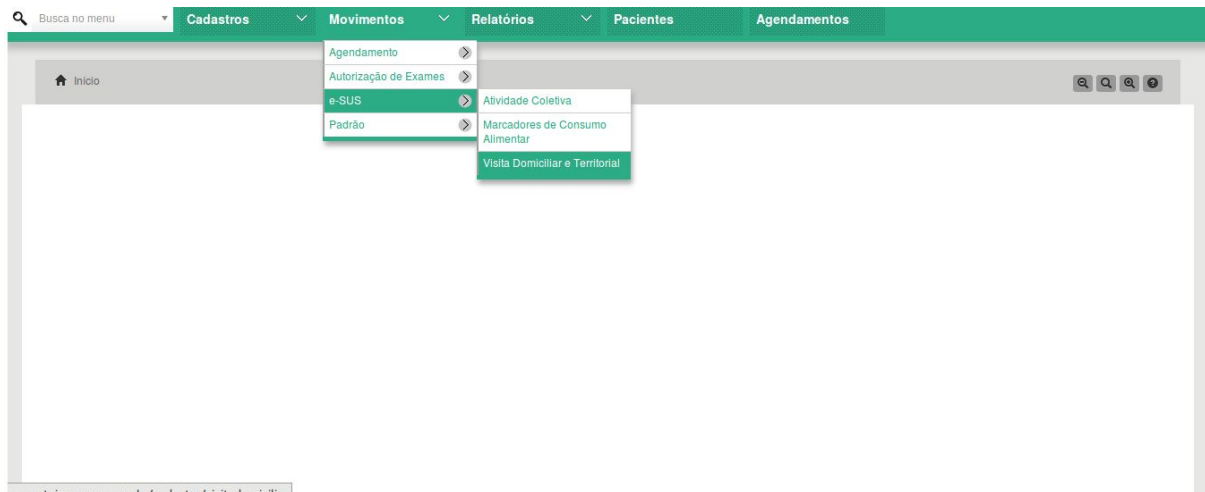 Busca no menu
Cadastros
Movimentos
Relatórios
Pacientes
Agendamentos
Agendamento
Autorização de Exames
e-SUS
Padrão
Atividade Coletiva
Marcadores de Consumo
Alimentar
Visita Domiciliar e Territorial
Início